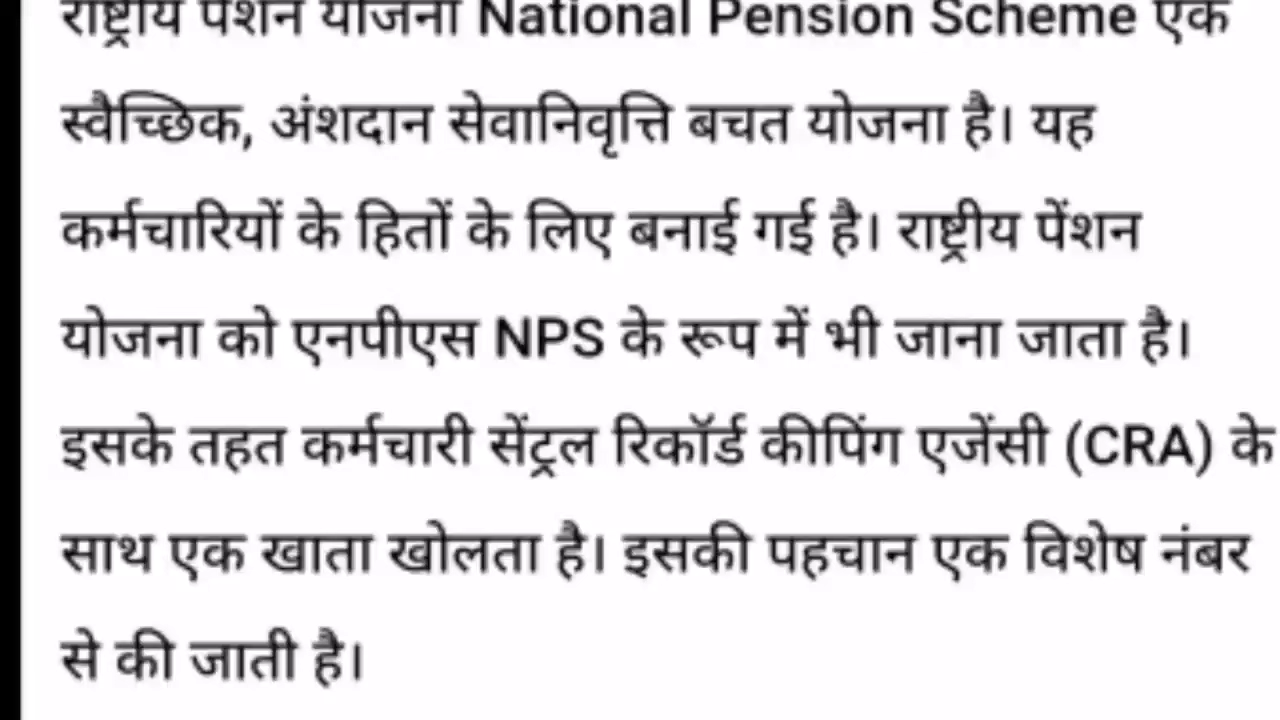 राष्ट्रीय पेंशन योजना National Pension Scheme एक
स्वैच्छिक, अंशदान सेवानिवृत्ति बचत योजना है। यह
कर्मचारियों के हितों के लिए बनाई गई है। राष्ट्रीय पेंशन
योजना को एनपीएस NPS के रूप में भी जाना जाता है।
इसके तहत कर्मचारी सेंट्रल रिकॉर्ड कीपिंग एजेंसी (CRA) के
साथ एक खाता खोलता है। इसकी पहचान एक विशेष नंबर
से की जाती है।